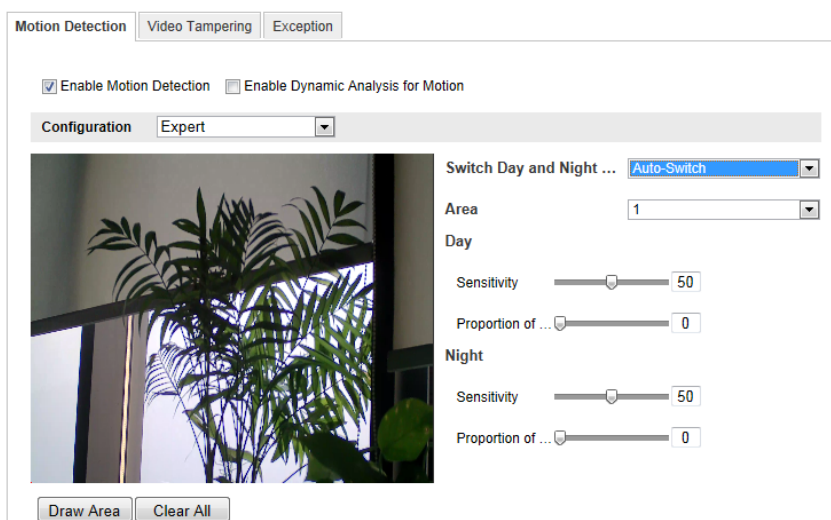 Motion Detection Video Tampering Exception
Enable Motion Detection Enable Dynamic Analysis for Motion
Configuration Expert
Switch Day and Night ... Auto-Switch
Area 1
Day
Sensitivity 50
Proportion of ... 0
Night
Sensitivity 50
Proportion of ... 0
Draw Area Clear All